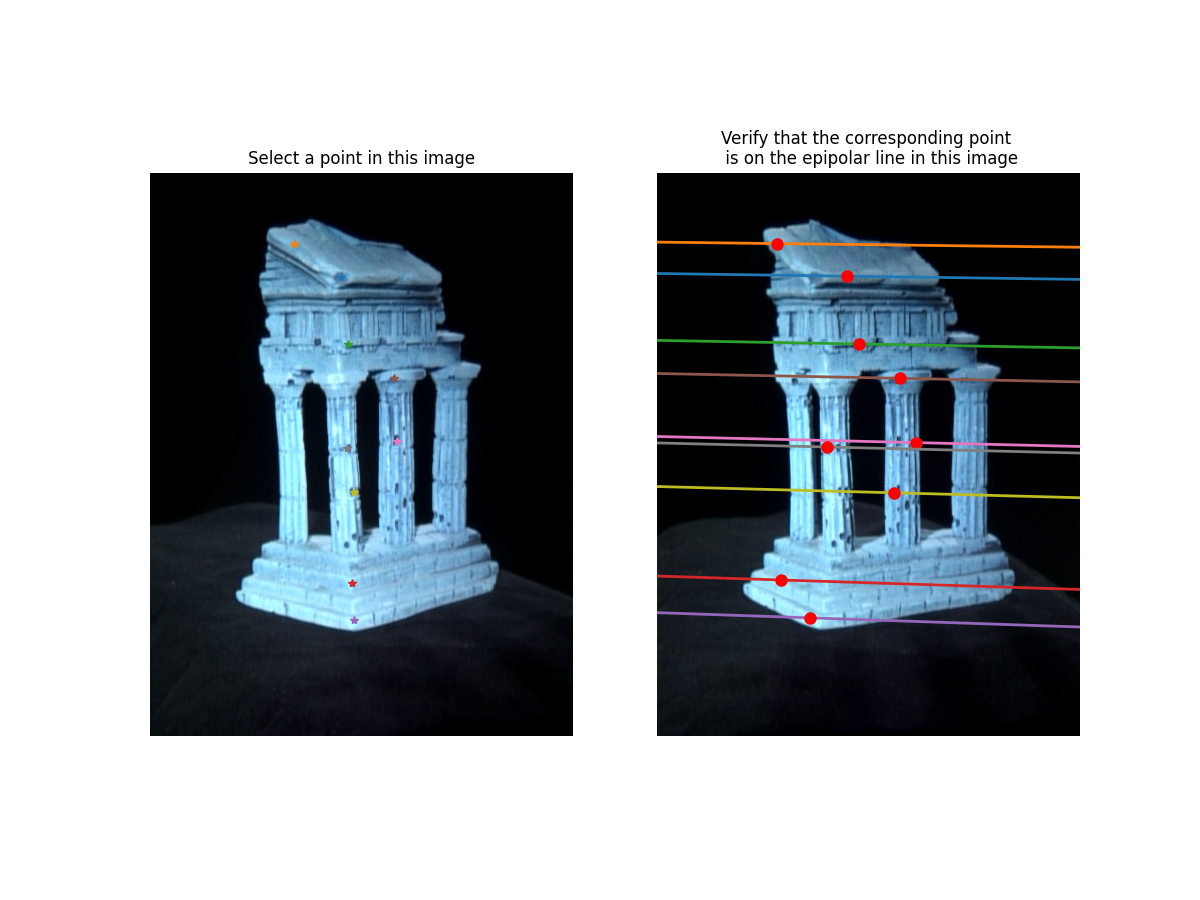 Select a point in this image
Verify that the corresponding point
is on the epipolar line in this image